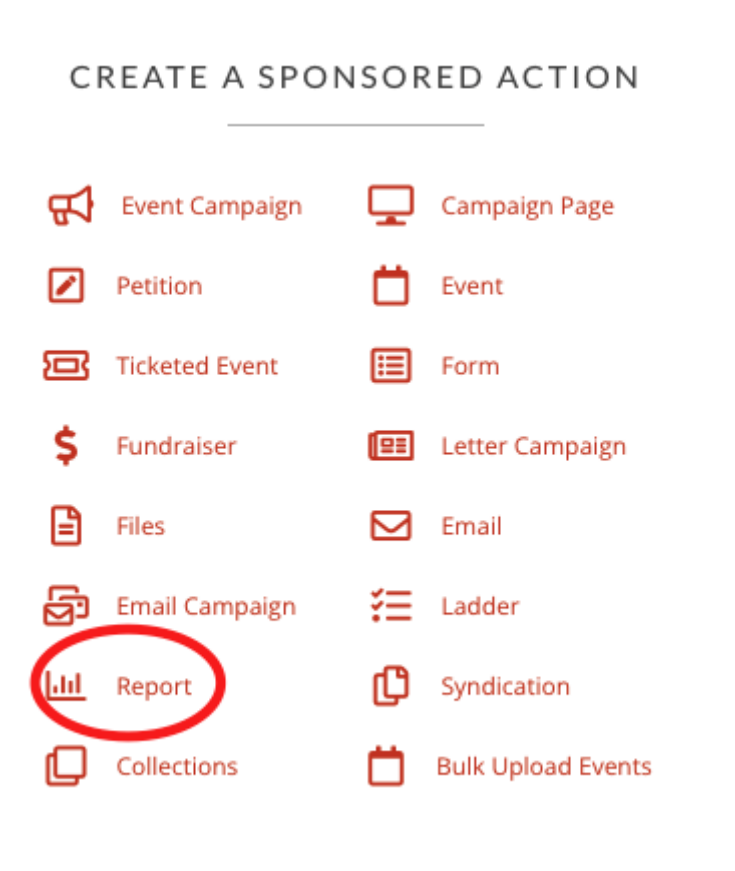 CREATE A SPONSORED ACTION
Event Campaign
Campaign Page
Petition
Event
Ticketed Event
Form
Fundraiser
Letter Campaign
Files
Email
Email Campaign
Ladder
Report
Syndication
Collections
Bulk Upload Events